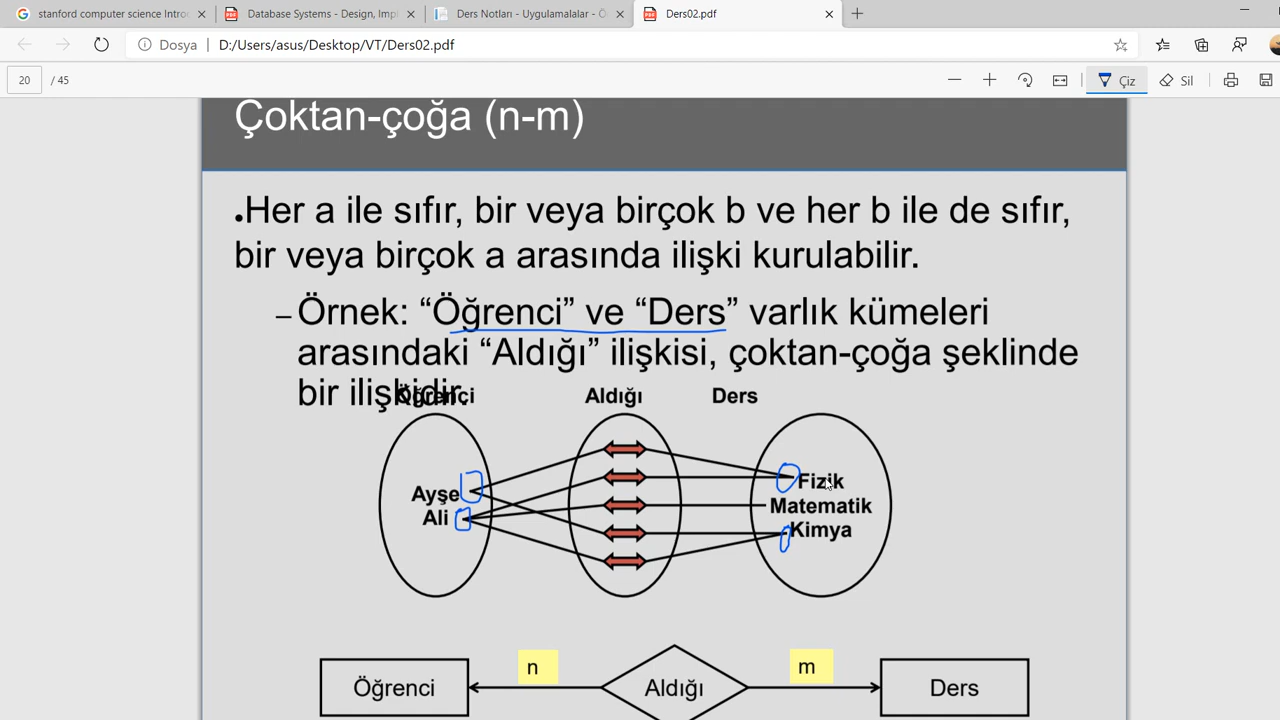 stanford computer science Intro
Database Systems - Design, Impl
Ders Notları - Uygulamalalar - Ö
Ders02.pdf
Dosya
D:/Users/asus/Desktop/VT/Ders02.pdf
20 / 45
Çiz
Sil
Çoktan-çoğa (n-m)
•Her a ile sıfır, bir veya birçok b ve her b ile de sıfır,
bir veya birçok a arasında ilişki kurulabilir.
– Örnek: “Öğrenci” ve “Ders” varlık kümeleri
arasındaki “Aldığı” ilişkisi, çoktan-çoğa şeklinde
bir ilişkidir.
Öğrenci Aldığı Ders
Fizik
Ayşe
Matematik
Ali
Kimya
n m
Öğrenci Aldığı Ders